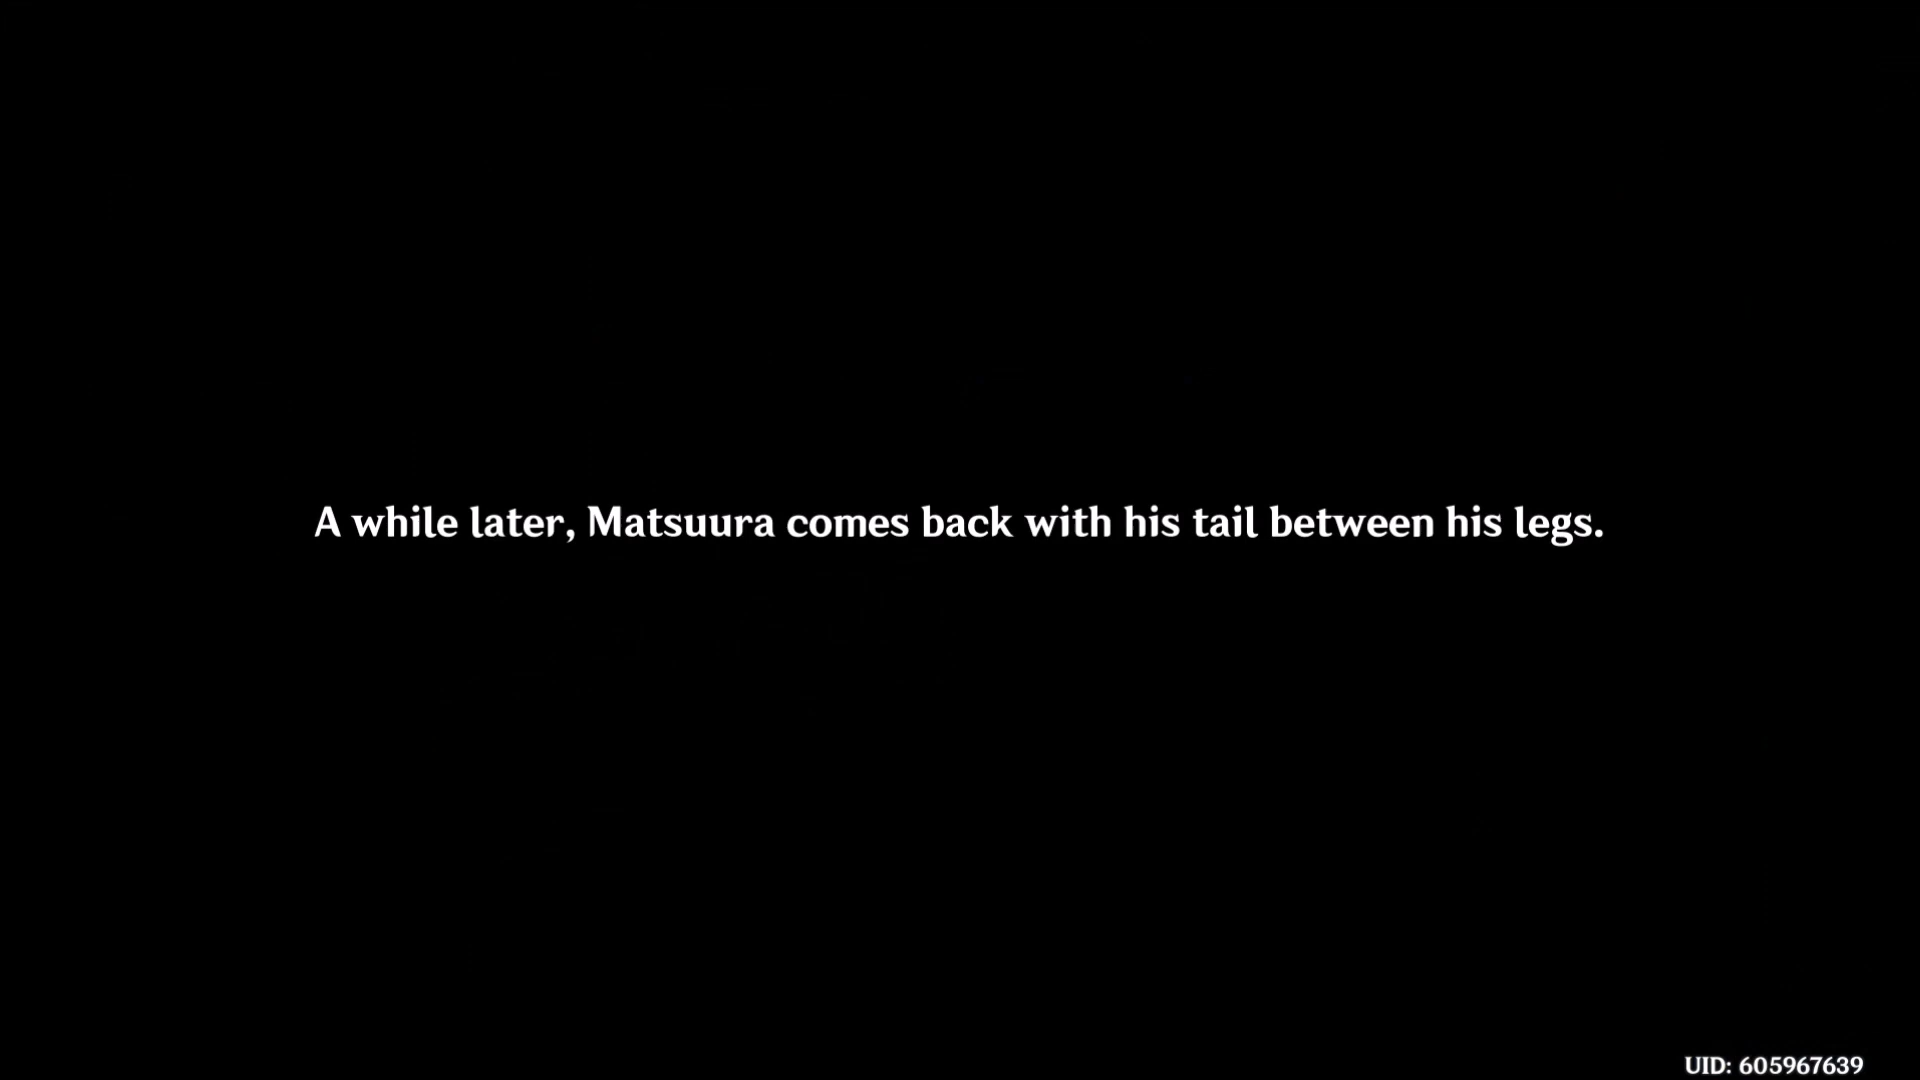 A while later, Matsuura comes back with his tail between his legs.
UID: 605967639